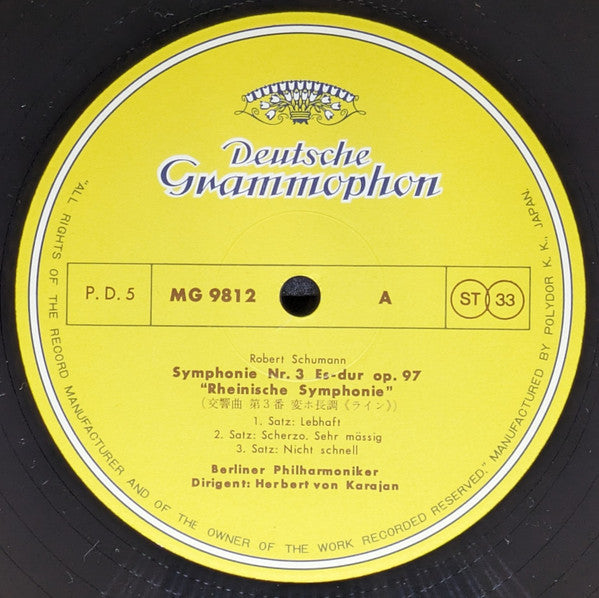 Deutsche
Grammophon
P. D. 5
MG 9812
A
ST 33
Robert Schumann
Symphonie Nr. 3 Es-dur op. 97
"Rheinische Symphonie"
(交響曲 第3番 変ホ長調《ライン》)
1. Satz: Lebhaft
2. Satz: Scherzo. Sehr mässig
3. Satz: Nicht schnell
Berliner Philharmoniker
Dirigent: Herbert von Karajan
"ALL RIGHTS OF THE RECORD MANUFACTURER AND OF THE OWNER OF THE WORK RECORDED RESERVED." MANUFACTURED BY POLYDOR K. K., JAPAN.